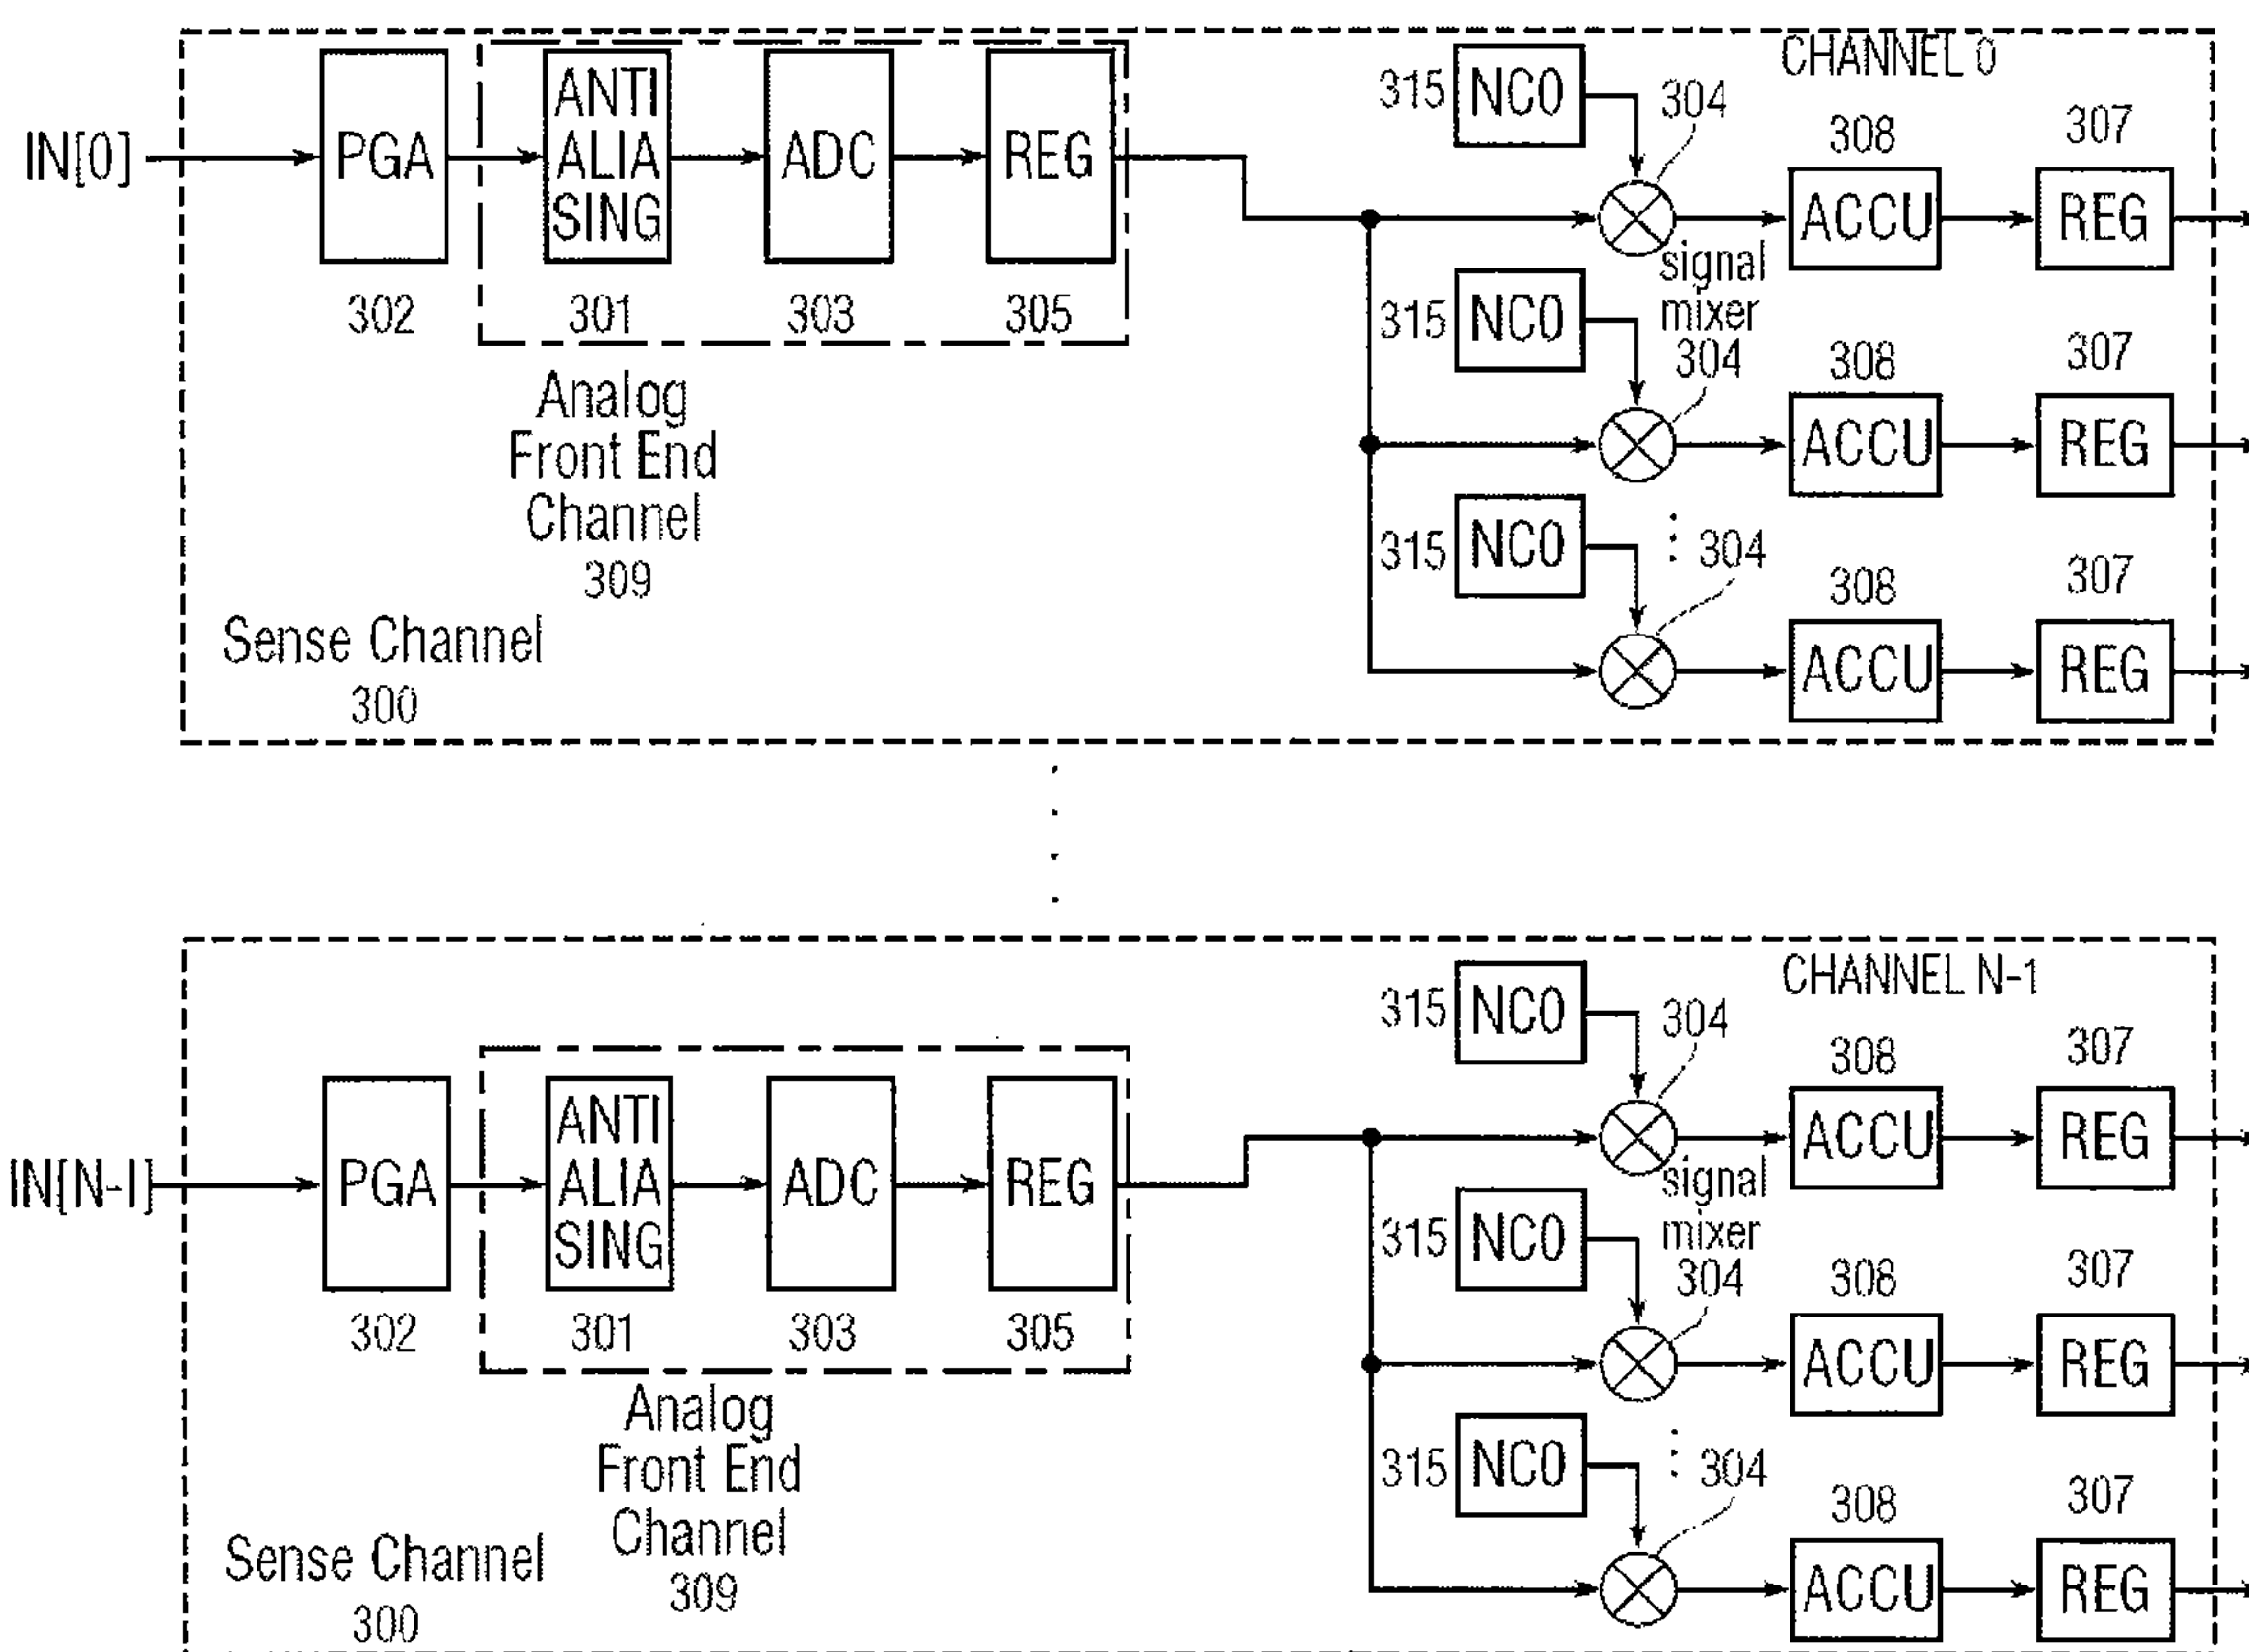 CHANNEL 0
315 NCO 304
IN[0] PGA ANTI ALIA SING ADC REG
308 307
ACCU REG
signal mixer
302 301 303 305
315 NCO 304
308 307
ACCU REG
Analog
Front End
Channel
309
315 NCO : 304
308 307
ACCU REG
Sense Channel
300
CHANNEL N-1
315 NCO 304
308 307
ACCU REG
IN[N-1] PGA ANTI ALIA SING ADC REG
signal mixer
302 301 303 305
315 NCO 304
308 307
ACCU REG
Analog
Front End
Channel
309
315 NCO : 304
308 307
ACCU REG
Sense Channel
300